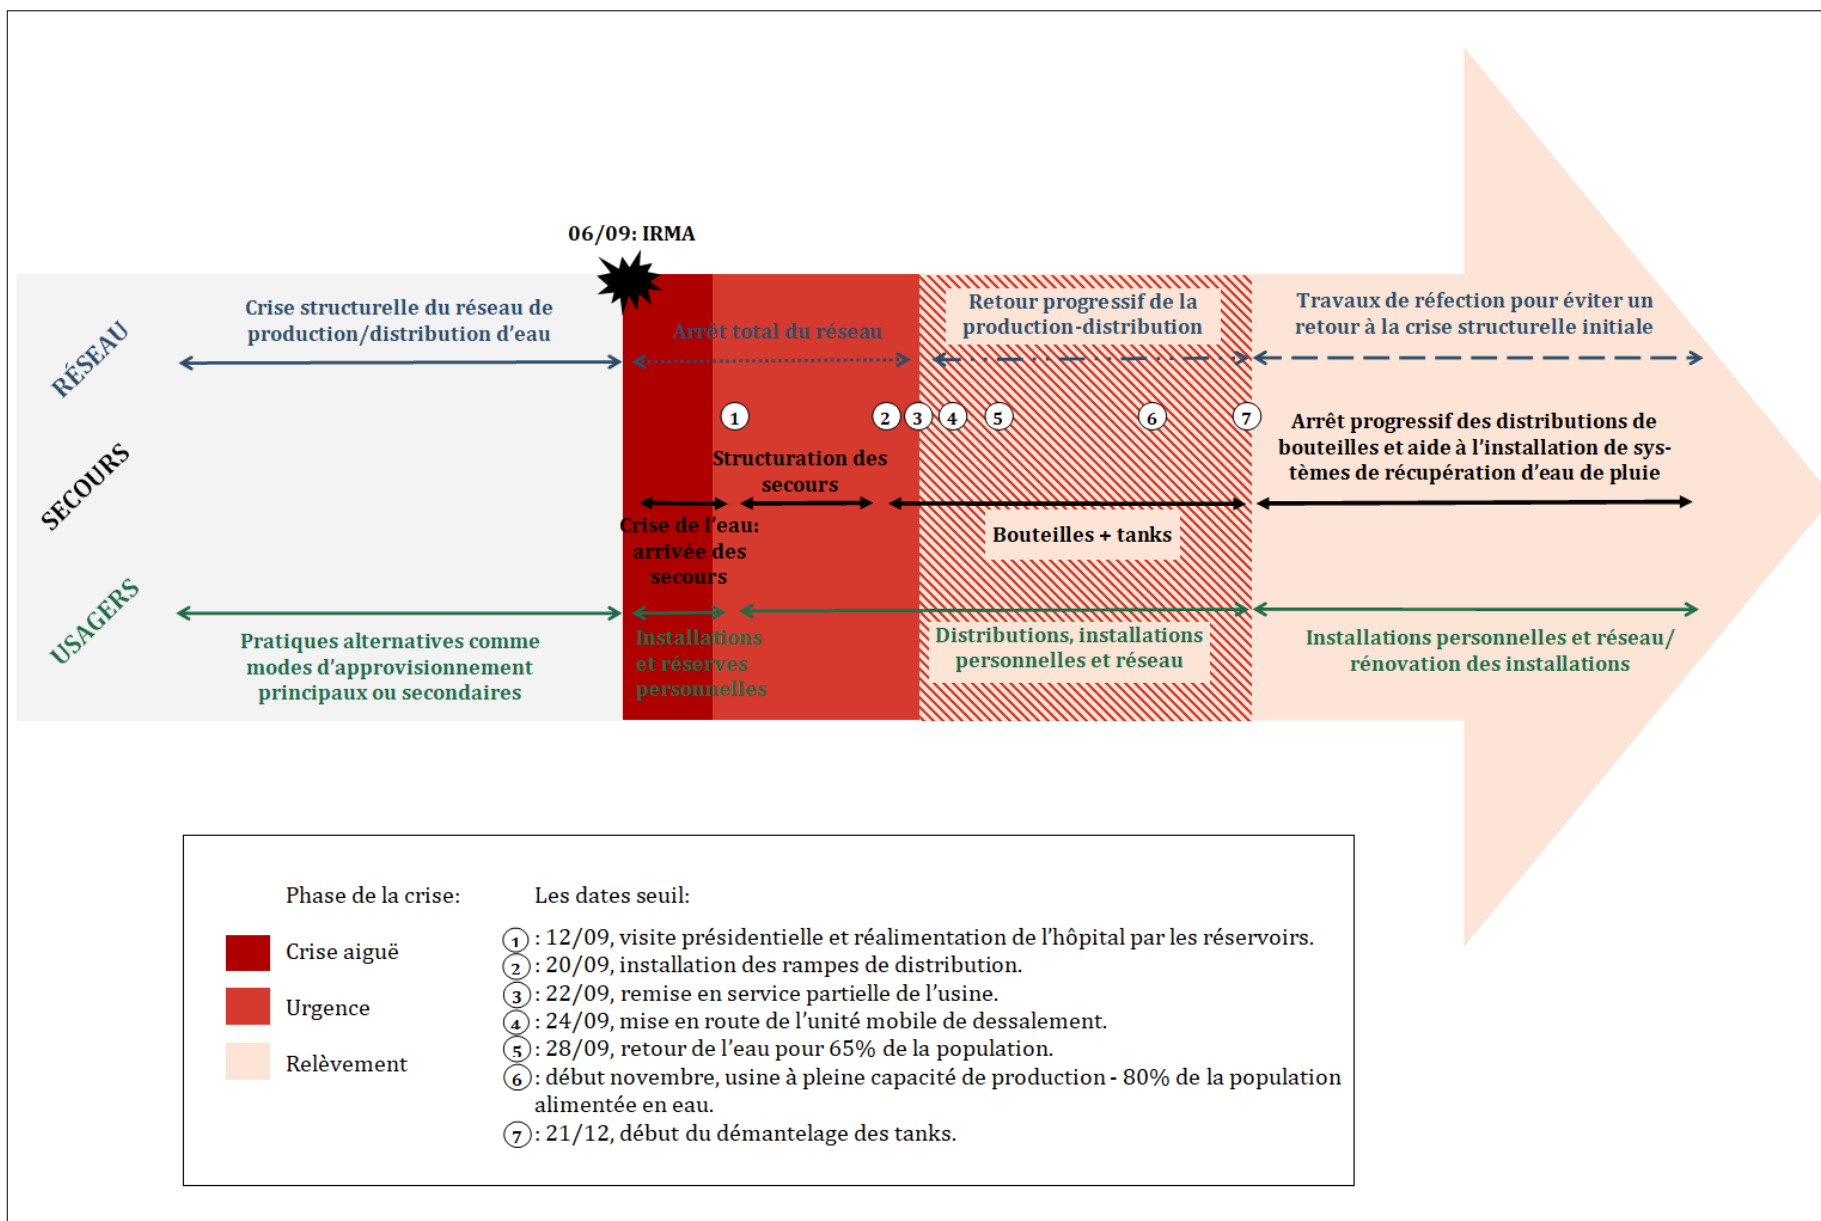 06/09: IRMA
RÉSEAU
Crise structurelle du réseau de
production/distribution d’eau
Arrêt total du réseau
Retour progressif de la
production-distribution
Travaux de réfection pour éviter un
retour à la crise structurelle initiale
1
2
3
4
5
6
7
SECOURS
Crise de l’eau:
arrivée des
secours
Structuration des
secours
Bouteilles + tanks
Arrêt progressif des distributions de
bouteilles et aide à l’installation de sys-
tèmes de récupération d’eau de pluie
USAGERS
Pratiques alternatives comme
modes d’approvisionnement
principaux ou secondaires
Installations
et réserves
personnelles
Distributions, installations
personnelles et réseau
Installations personnelles et réseau/
rénovation des installations
Phase de la crise:
Crise aiguë
Urgence
Relèvement
Les dates seuil:
1 : 12/09, visite présidentielle et réalimentation de l’hôpital par les réservoirs.
2 : 20/09, installation des rampes de distribution.
3 : 22/09, remise en service partielle de l’usine.
4 : 24/09, mise en route de l’unité mobile de dessalement.
5 : 28/09, retour de l’eau pour 65% de la population.
6 : début novembre, usine à pleine capacité de production - 80% de la population
alimentée en eau.
7 : 21/12, début du démantelage des tanks.